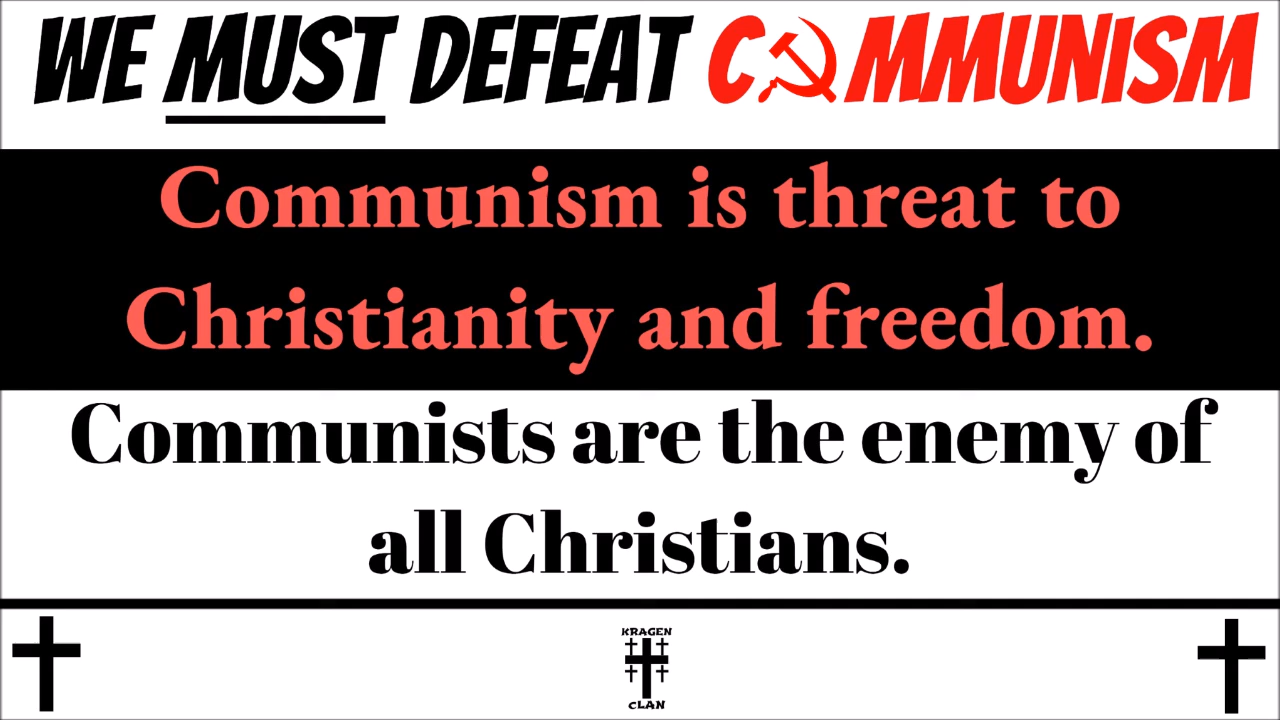 WE MUST DEFEAT COMMUNISM
Communism is threat to
Christianity and freedom.
Communists are the enemy of
all Christians.
KRAGEN
CLAN